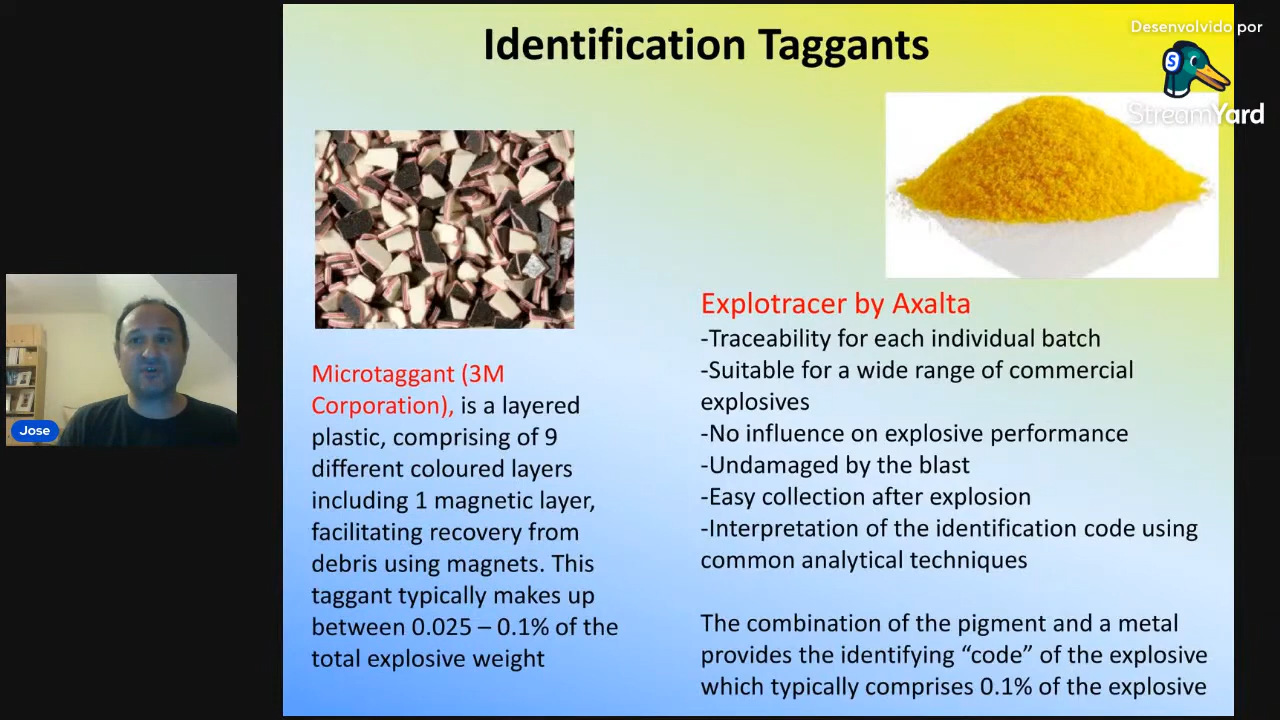 Identification Taggants
Desenvolvido por
S
StreamYard
Jose
Microtaggant (3M
Corporation), is a layered
plastic, comprising of 9
different coloured layers
including 1 magnetic layer,
facilitating recovery from
debris using magnets. This
taggant typically makes up
between 0.025 – 0.1% of the
total explosive weight
Explotracer by Axalta
-Traceability for each individual batch
-Suitable for a wide range of commercial
explosives
-No influence on explosive performance
-Undamaged by the blast
-Easy collection after explosion
-Interpretation of the identification code using
common analytical techniques
The combination of the pigment and a metal
provides the identifying “code” of the explosive
which typically comprises 0.1% of the explosive